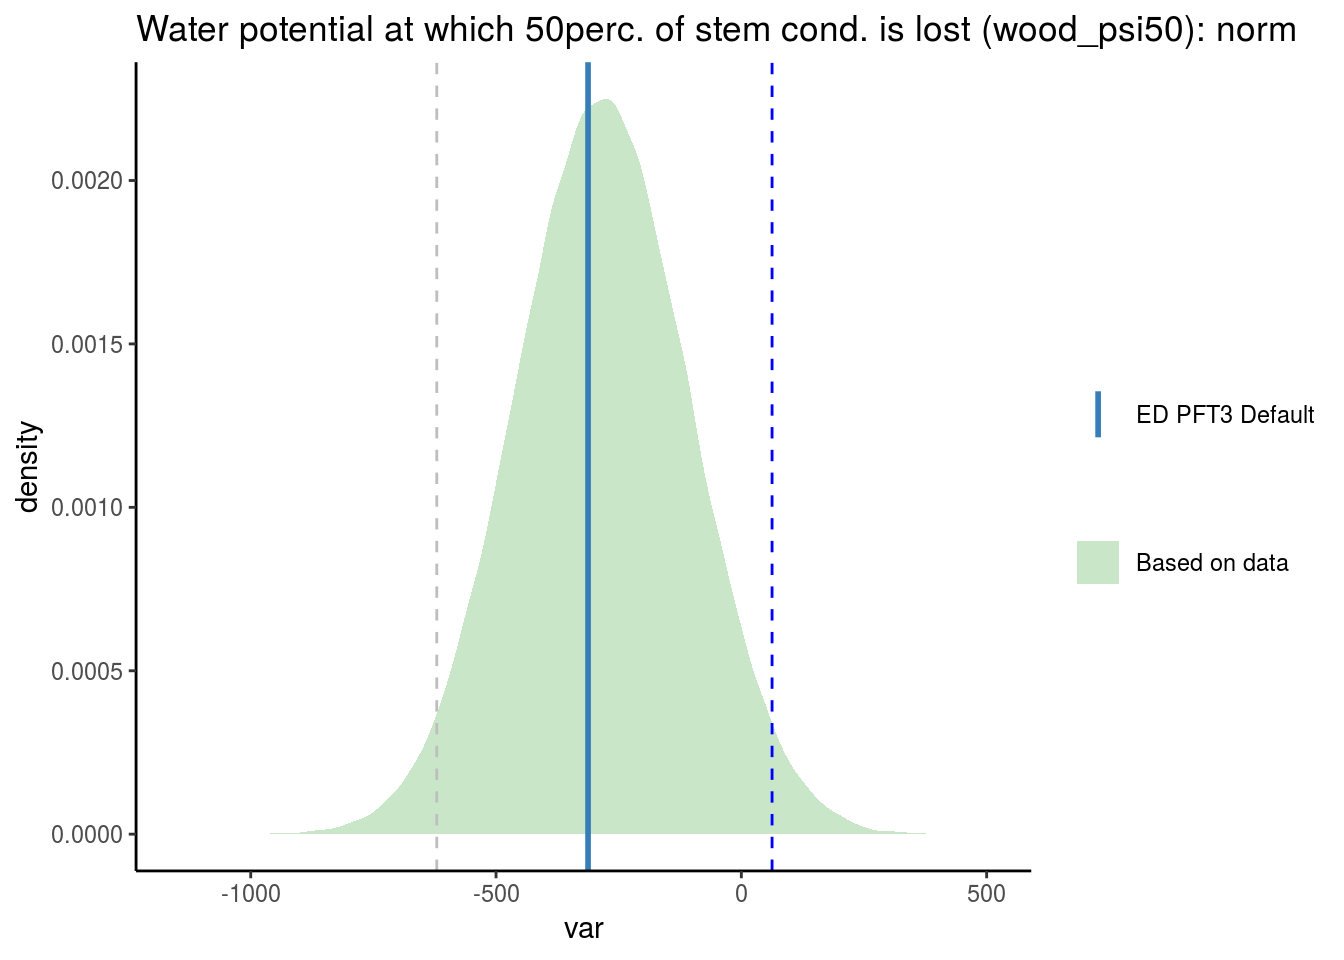 Water potential at which 50perc. of stem cond. is lost (wood_psi50): norm
0.0020
0.0015
0.0010
0.0005
0.0000
density
-1000
-500
0
500
var
ED PFT3 Default
Based on data